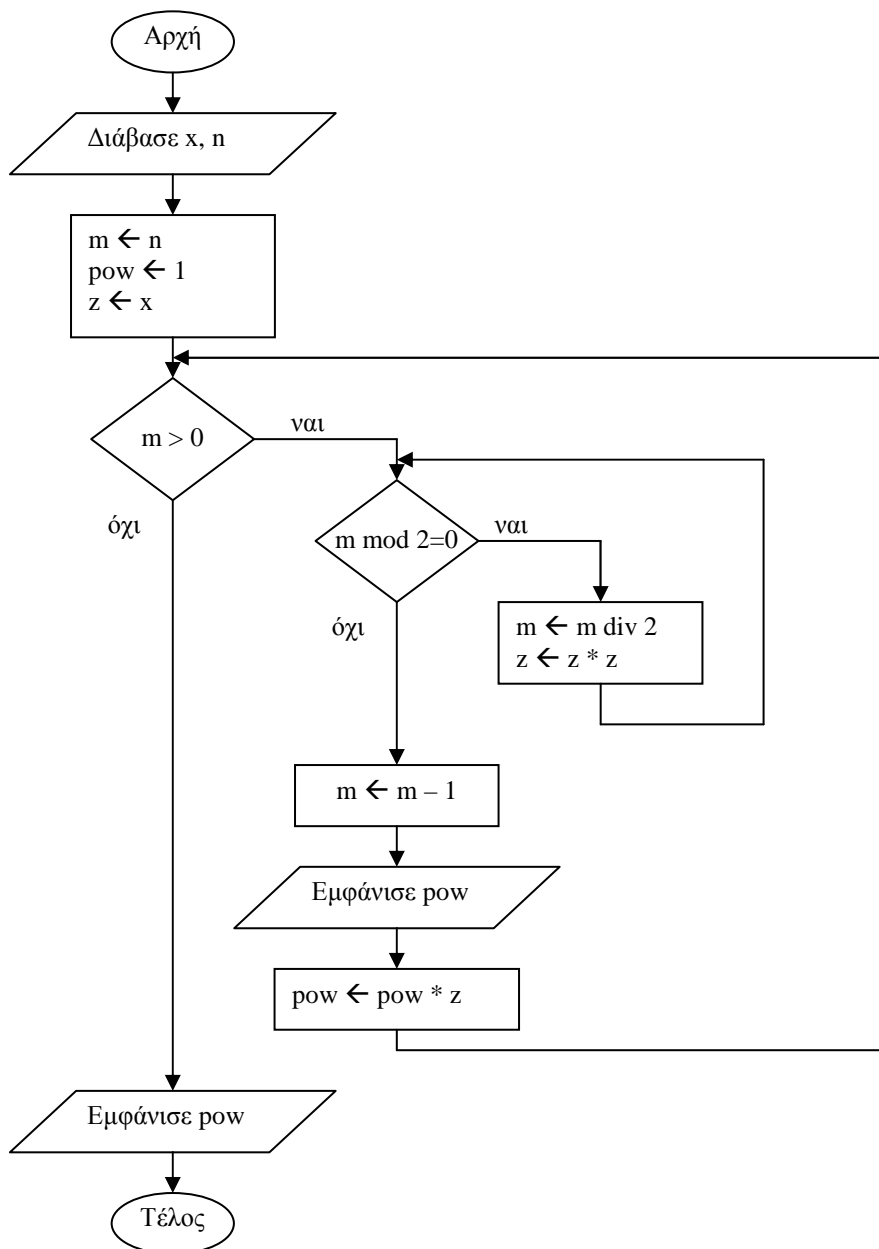 Αρχή
Διάβασε x, n
m ← n
pow ← 1
z ← x
m > 0
ναι
όχι
m mod 2=0
ναι
όχι
m ← m div 2
z ← z * z
m ← m – 1
Εμφάνισε pow
pow ← pow * z
Εμφάνισε pow
Τέλος